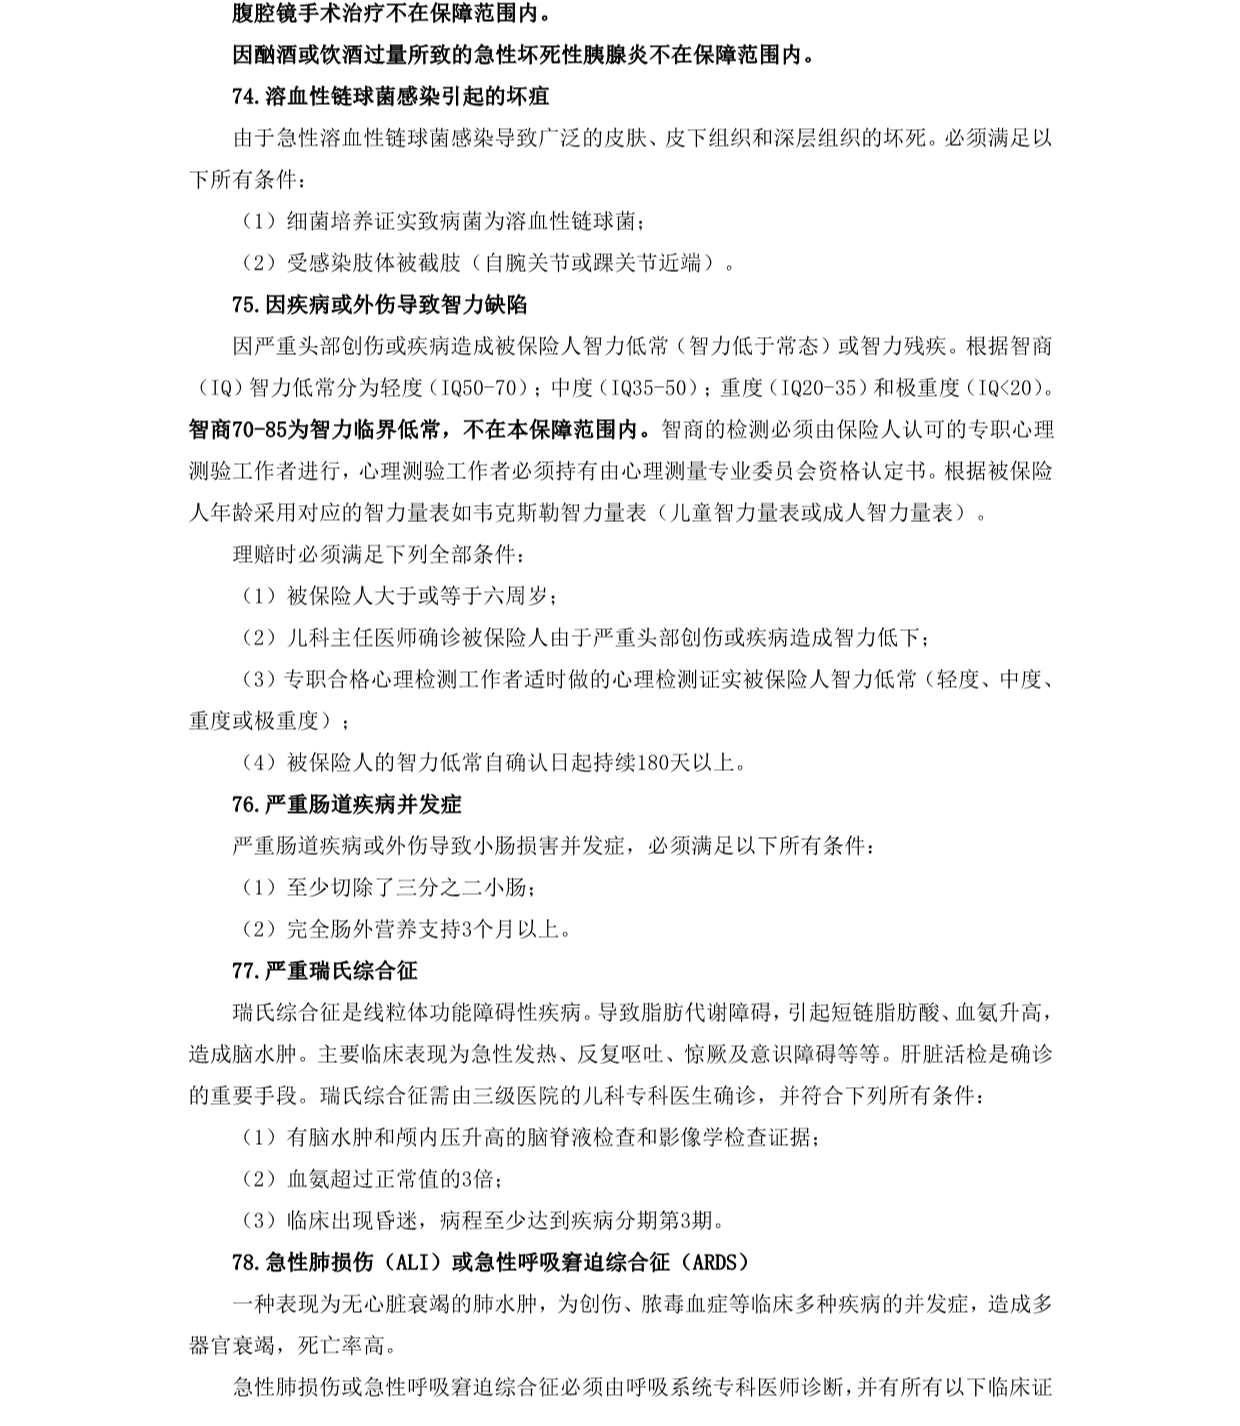 腹腔镜手术治疗不在保障范围内。
因酗酒或饮酒过量所致的急性坏死性胰腺炎不在保障范围内。
74.溶血性链球菌感染引起的坏疽
由于急性溶血性链球菌感染导致广泛的皮肤、皮下组织和深层组织的坏死。必须满足以
下所有条件：
（1）细菌培养证实致病菌为溶血性链球菌；
（2）受感染肢体被截肢（自腕关节或踝关节近端）。
75.因疾病或外伤导致智力缺陷
因严重头部创伤或疾病造成被保险人智力低常（智力低于常态）或智力残疾。根据智商
（IQ）智力低常分为轻度（IQ50-70）；中度（IQ35-50）；重度（IQ20-35）和极重度（IQ<20）。
智商70-85为智力临界低常，不在本保障范围内。智商的检测必须由保险人认可的专职心理
测验工作者进行，心理测验工作者必须持有由心理测量专业委员会资格认定书。根据被保险
人年龄采用对应的智力量表如韦克斯勒智力量表（儿童智力量表或成人智力量表）。
理赔时必须满足下列全部条件：
（1）被保险人大于或等于六周岁；
（2）儿科主任医师确诊被保险人由于严重头部创伤或疾病造成智力低下；
（3）专职合格心理检测工作者适时做的心理检测证实被保险人智力低常（轻度、中度、
重度或极重度）；
（4）被保险人的智力低常自确认日起持续180天以上。
76.严重肠道疾病并发症
严重肠道疾病或外伤导致小肠损害并发症，必须满足以下所有条件：
（1）至少切除了三分之二小肠；
（2）完全肠外营养支持3个月以上。
77.严重瑞氏综合征
瑞氏综合征是线粒体功能障碍性疾病。导致脂肪代谢障碍，引起短链脂肪酸、血氨升高，
造成脑水肿。主要临床表现为急性发热、反复呕吐、惊厥及意识障碍等等。肝脏活检是确诊
的重要手段。瑞氏综合征需由三级医院的儿科专科医生确诊，并符合下列所有条件：
（1）有脑水肿和颅内压升高的脑脊液检查和影像学检查证据；
（2）血氨超过正常值的3倍；
（3）临床出现昏迷，病程至少达到疾病分期第3期。
78.急性肺损伤（ALI）或急性呼吸窘迫综合征（ARDS）
一种表现为无心脏衰竭的肺水肿，为创伤、脓毒血症等临床多种疾病的并发症，造成多
器官衰竭，死亡率高。
急性肺损伤或急性呼吸窘迫综合征必须由呼吸系统专科医师诊断，并有所有以下临床证